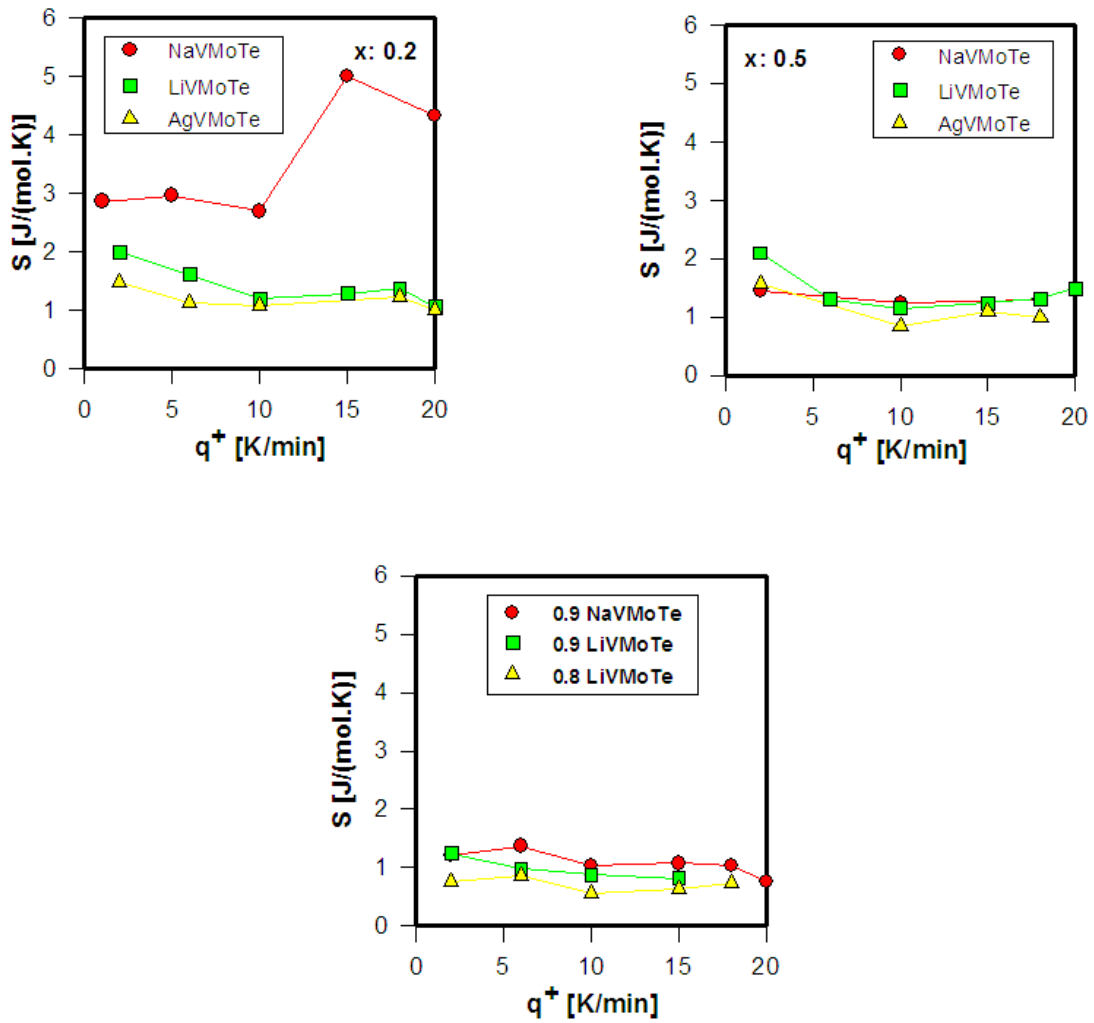 6
5
4
3
2
1
0
S [J/(mol.K)]
NaVMoTe
LiVMoTe
AgVMoTe
x: 0.2
0 5 10 15 20
q+ [K/min]
6
5
4
3
2
1
0
S [J/(mol.K)]
x: 0.5
NaVMoTe
LiVMoTe
AgVMoTe
0 5 10 15 20
q+ [K/min]
6
5
4
3
2
1
0
S [J/(mol.K)]
0.9 NaVMoTe
0.9 LiVMoTe
0.8 LiVMoTe
0 5 10 15 20
q+ [K/min]